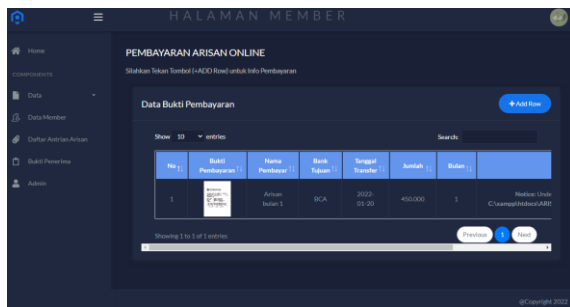 HALAMAN MEMBER
Home
COMPONENTS
Data
Data Member
Daftar Antrian Arisan
Bukti Penerima
Admin
PEMBAYARAN ARISAN ONLINE
Silahkan Tekan Tombol (+ADD Row) untuk Info Pembayaran
Data Bukti Pembayaran
+ Add Row
Show 10 entries
Search:
No Bukti Pembayaran Nama Pembayar Bank Tujuan Tanggal Transfer Jumlah Bulan
1 Arisan bulan 1 BCA 2022-01-20 450.000 1 Notice: Unde
C:\xampp\htdocs\ARIS
Showing 1 to 1 of 1 entries
Previous 1 Next
@Copyright 2022